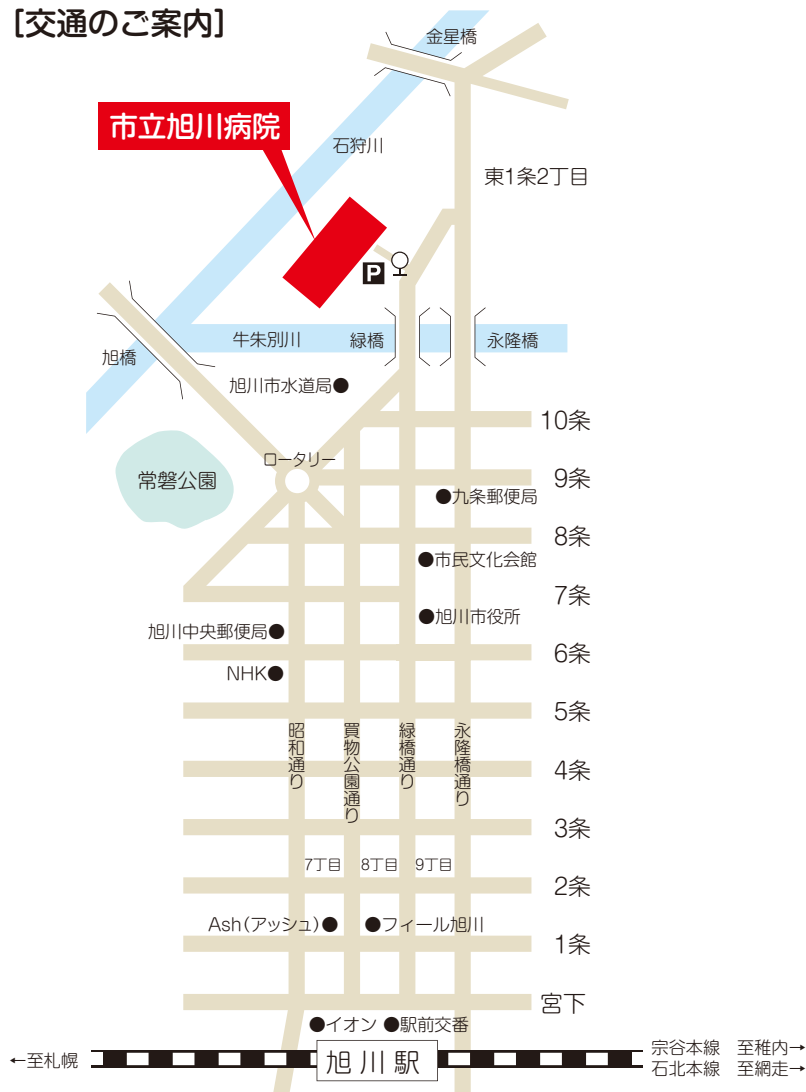 [交通のご案内]
金星橋
市立旭川病院
石狩川
東1条2丁目
P
牛朱別川
緑橋
永隆橋
旭橋
旭川市水道局
10条
ロータリー
常磐公園
9条
九条郵便局
8条
市民文化会館
7条
旭川市役所
旭川中央郵便局
6条
NHK
5条
昭和通り
買物公園通り
緑橋通り
永隆橋通り
4条
3条
7丁目
8丁目
9丁目
2条
Ash(アッシュ)
フィール旭川
1条
宮下
イオン
駅前交番
←至札幌
旭川駅
宗谷本線 至稚内→
石北本線 至網走→